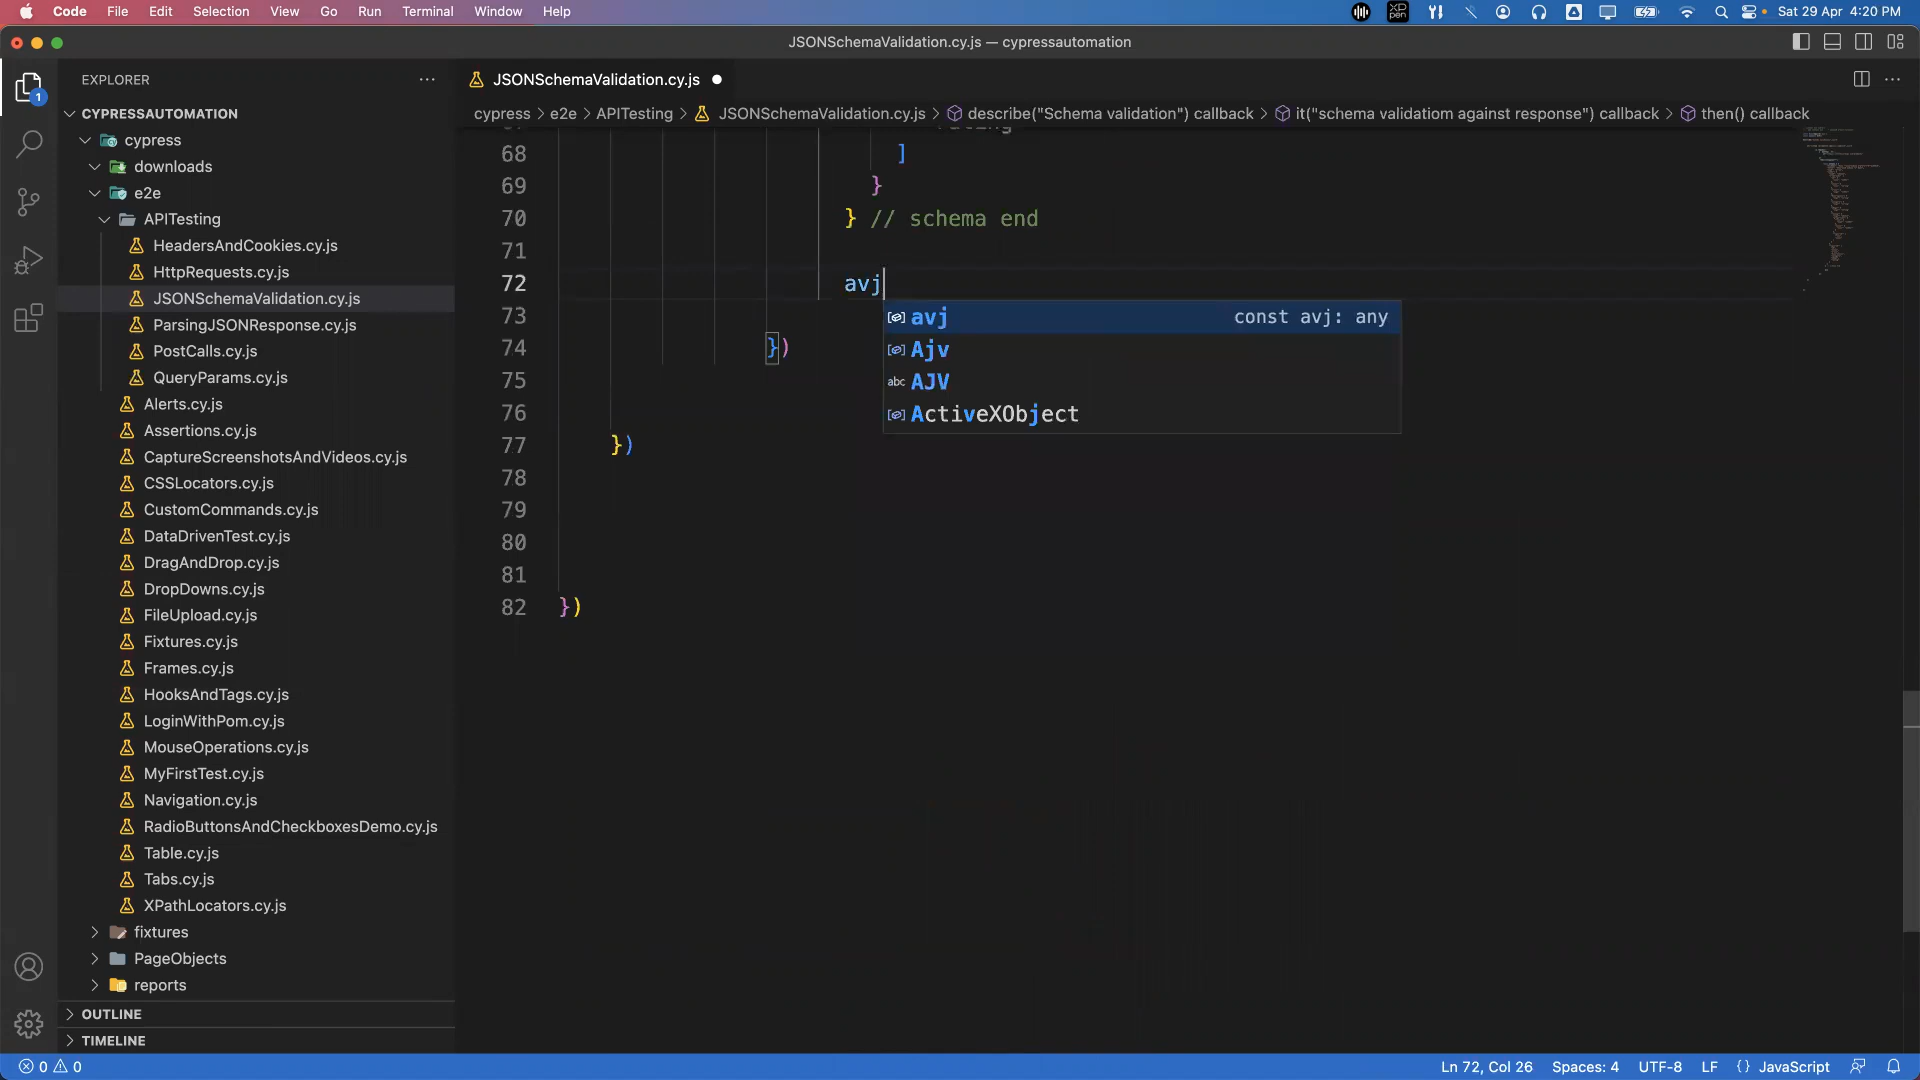 Code File Edit Selection View Go Run Terminal Window Help
XP pen
Sat 29 Apr 4:20 PM
JSONSchemaValidation.cy.js — cypressautomation
1
EXPLORER
CYPRESSAUTOMATION
cypress
downloads
e2e
APITesting
HeadersAndCookies.cy.js
HttpRequests.cy.js
JSONSchemaValidation.cy.js
ParsingJSONResponse.cy.js
PostCalls.cy.js
QueryParams.cy.js
Alerts.cy.js
Assertions.cy.js
CaptureScreenshotsAndVideos.cy.js
CSSLocators.cy.js
CustomCommands.cy.js
DataDrivenTest.cy.js
DragAndDrop.cy.js
DropDowns.cy.js
FileUpload.cy.js
Fixtures.cy.js
Frames.cy.js
HooksAndTags.cy.js
LoginWithPom.cy.js
MouseOperations.cy.js
MyFirstTest.cy.js
Navigation.cy.js
RadioButtonsAndCheckboxesDemo.cy.js
Table.cy.js
Tabs.cy.js
XPathLocators.cy.js
fixtures
PageObjects
reports
OUTLINE
TIMELINE
JSONSchemaValidation.cy.js
cypress > e2e > APITesting > JSONSchemaValidation.cy.js > describe("Schema validation") callback > it("schema validatiom against response") callback > then() callback
68 ]
69 }
70 } // schema end
71
72 avj
73
74 })
75
76
77 })
78
79
80
81
82 })
avj const avj: any
Ajv
abc AJV
ActiveXObject
0 0
Ln 72, Col 26 Spaces: 4 UTF-8 LF {} JavaScript